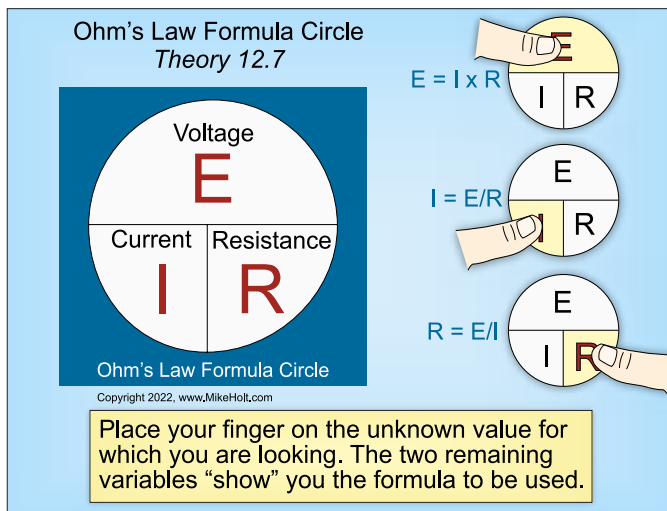 Ohm’s Law Formula Circle
Theory 12.7
Voltage
E
Current
Resistance
I
R
Ohm’s Law Formula Circle
Copyright 2022, www.MikeHolt.com
E = I x R
E
I
R
I = E/R
E
I
R
R = E/I
E
I
R
Place your finger on the unknown value for
which you are looking. The two remaining
variables “show” you the formula to be used.